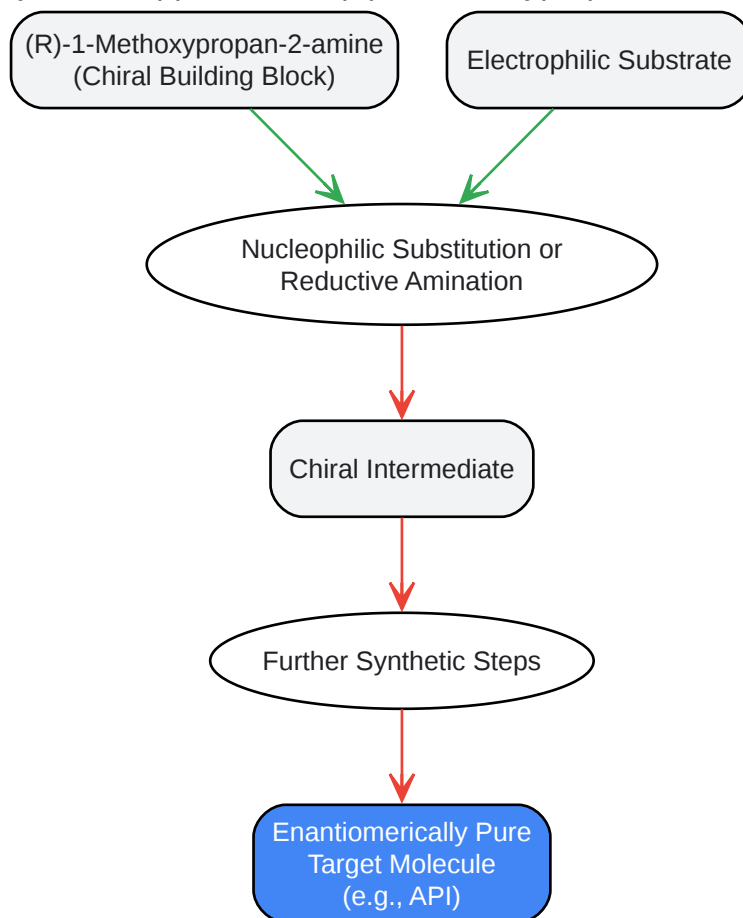 (R)-1-Methoxypropan-2-amine
(Chiral Building Block)
Electrophilic Substrate
Nucleophilic Substitution or
Reductive Amination
Chiral Intermediate
Further Synthetic Steps
Enantiomerically Pure
Target Molecule
(e.g., API)